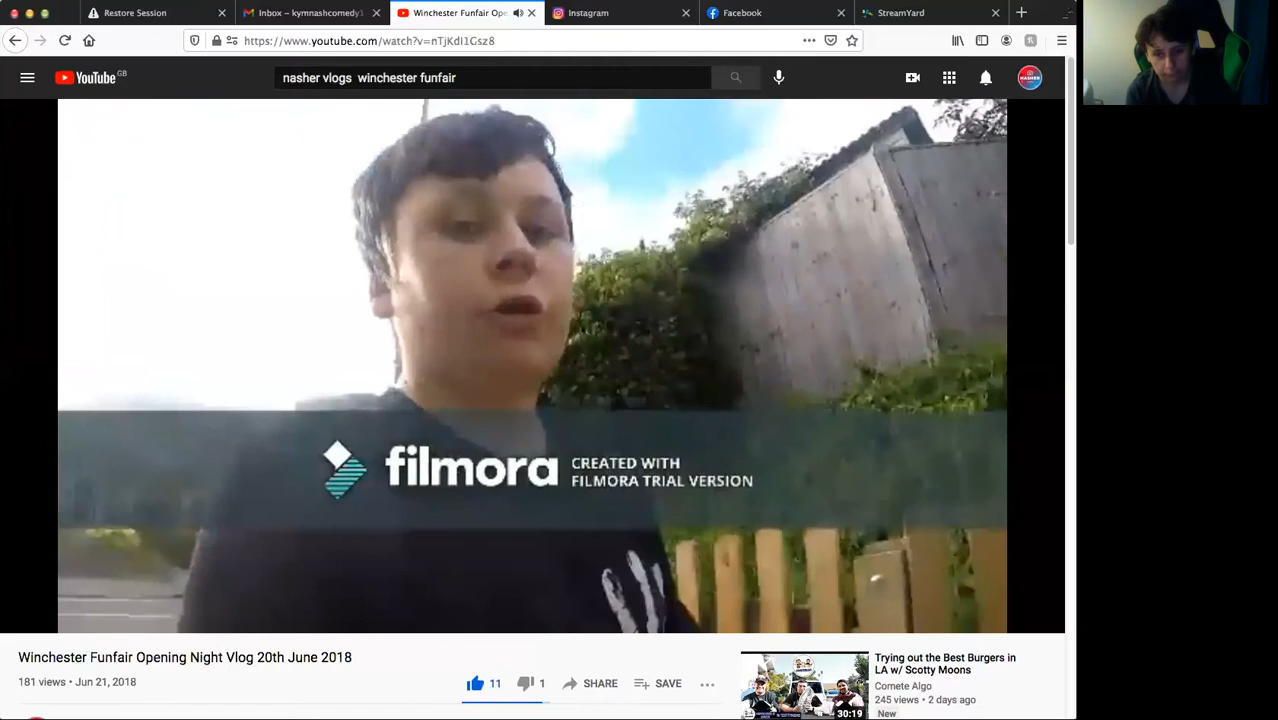 Restore Session
Inbox – kymnashcomedy1
Winchester Funfair Ope
Instagram
Facebook
StreamYard
https://www.youtube.com/watch?v=nTjKdI1Gsz8
YouTube GB
nasher vlogs winchester funfair
filmora
CREATED WITH
FILMORA TRIAL VERSION
Winchester Funfair Opening Night Vlog 20th June 2018
181 views • Jun 21, 2018
11
1
SHARE
SAVE
Trying out the Best Burgers in
LA w/ Scotty Moons
Comete Algo
245 views • 2 days ago
New
30:19